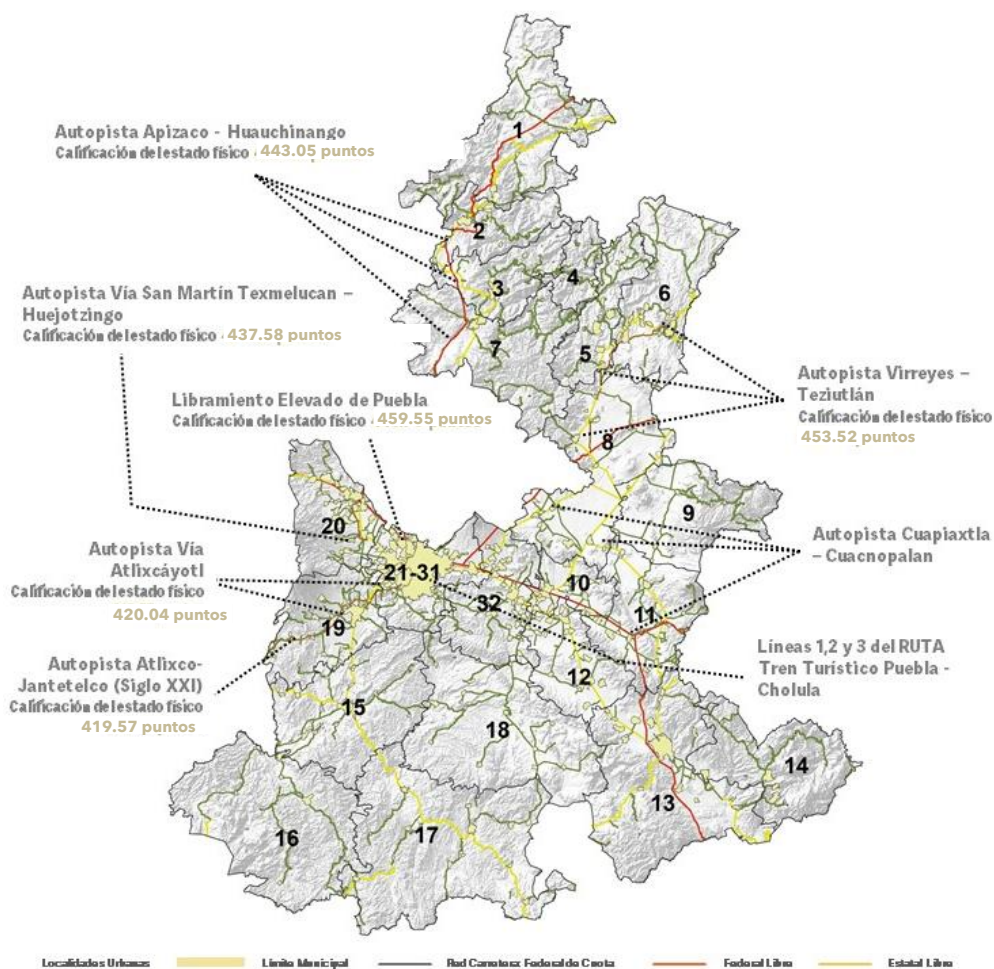 Autopista Apizaco - Huauchinango
Calificación del estado físico 443.05 puntos
1
2
3
4
6
Autopista Vía San Martín Texmelucan –
Huejotzingo
Calificación del estado físico 437.58 puntos
7
5
Libramiento Elevado de Puebla
Calificación del estado físico 459.55 puntos
Autopista Virreyes –
Teziutlán
Calificación del estado físico
453.52 puntos
8
9
20
Autopista Vía
Atlixcáyotl
Calificación del estado físico
420.04 puntos
21-31
10
32
11
Autopista Cuapiaxtla
– Cuacnopalan
19
Autopista Atlixco-
Jantetelco (Siglo XXI)
Calificación del estado físico
419.57 puntos
12
Líneas 1,2 y 3 del RUTA
Tren Turístico Puebla -
Cholula
15
18
14
13
16
17
Localidades Urbanas Límite Municipal Red Carretera Federal de Cuota Federal Libre Estatal Libre